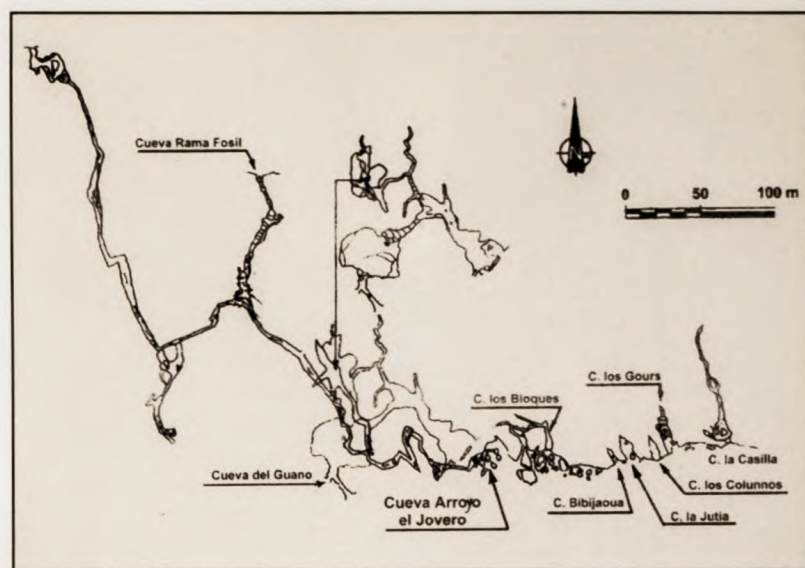 Cueva Rama Fosil
N
0 50 100 m
C. los Gours
C. los Bloques
C. la Casilla
Cueva del Guano
C. los Colunnos
Cueva Arroyo
el Jovero
C. Bibijaoua
C. la Jutia